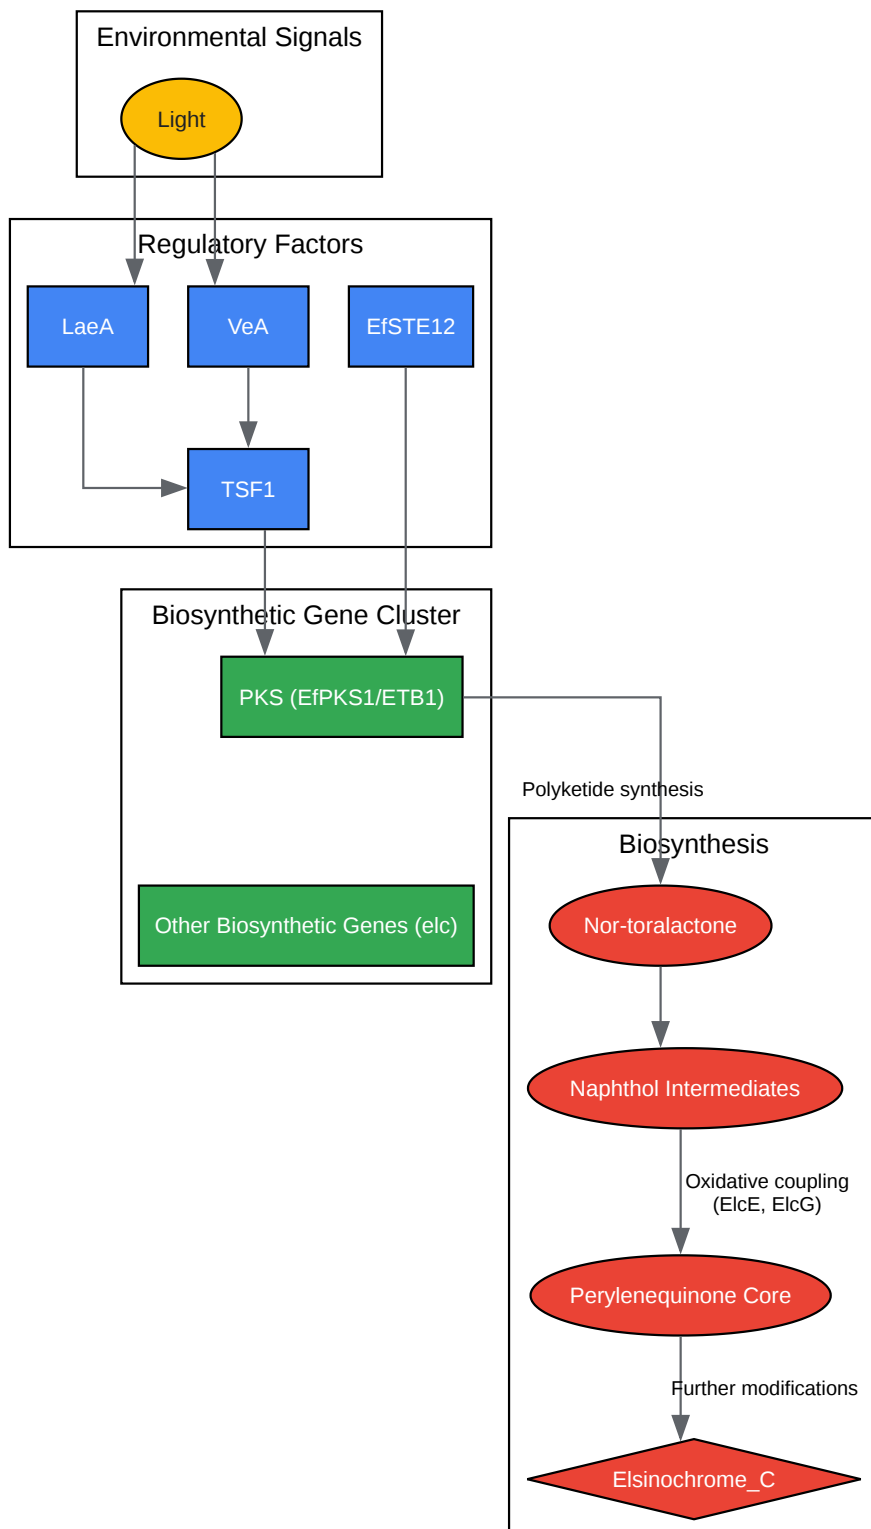 Environmental Signals
Light
Regulatory Factors
LaeA
VeA
EfSTE12
TSF1
Biosynthetic Gene Cluster
PKS (EfPKS1/ETB1)
Polyketide synthesis
Biosynthesis
Other Biosynthetic Genes (elc)
Nor-toralactone
Naphthol Intermediates
Oxidative coupling
(ElcE, ElcG)
Perylenequinone Core
Further modifications
Elsinochrome_C